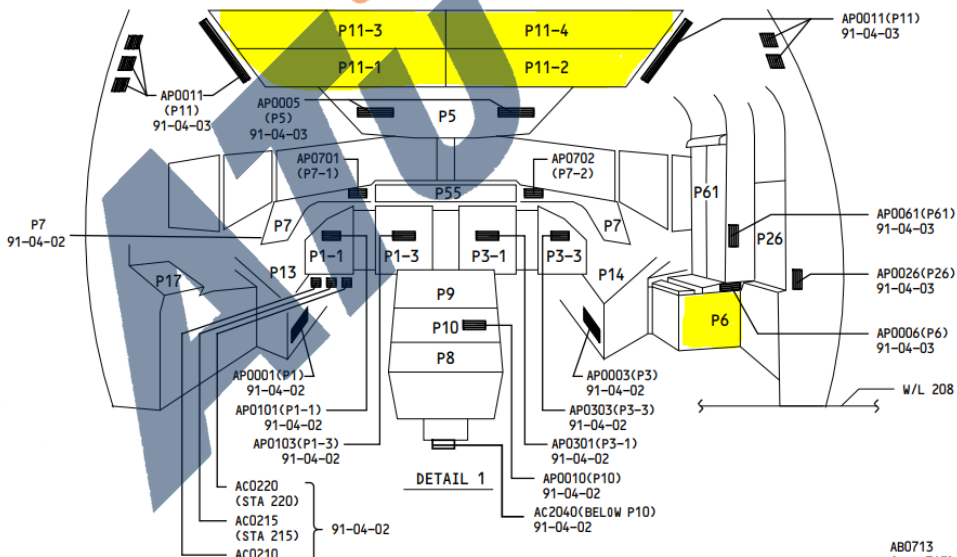 P11-3
P11-4
AP0011(P11)
91-04-03
P11-1
P11-2
AP0011
(P11)
91-04-03
AP0005
(P5)
91-04-03
P5
AP0701
(P7-1)
AP0702
(P7-2)
P55
P61
P7
91-04-02
P7
P7
AP0061(P61)
91-04-03
P26
P1-1
P1-3
P3-1
P3-3
P13
P14
P17
AP0026(P26)
91-04-03
P9
P10
P6
P8
AP0006(P6)
91-04-03
AP0001(P1)
91-04-02
AP0003(P3)
91-04-02
W/L 208
AP0101(P1-1)
91-04-02
AP0303(P3-3)
91-04-02
AP0103(P1-3)
91-04-02
AP0301(P3-1)
91-04-02
DETAIL 1
AP0010(P10)
91-04-02
AC0220
(STA 220)
AC2040(BELOW P10)
91-04-02
AC0215
(STA 215)
91-04-02
AC0210
AB0713
ATU